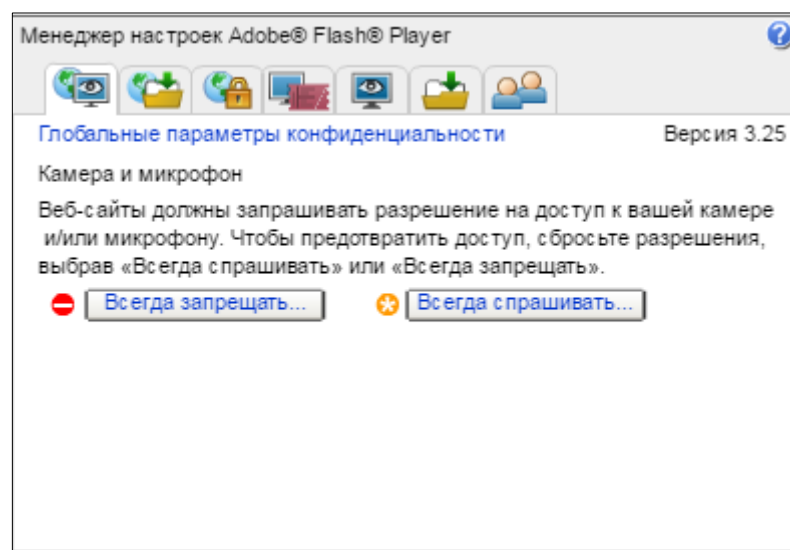 Менеджер настроек Adobe® Flash® Player
?
Глобальные параметры конфиденциальности Версия 3.25
Камера и микрофон
Веб-сайты должны запрашивать разрешение на доступ к вашей камере
и/или микрофону. Чтобы предотвратить доступ, сбросьте разрешения,
выбрав «Всегда спрашивать» или «Всегда запрещать».
Всегда запрещать... Всегда спрашивать...